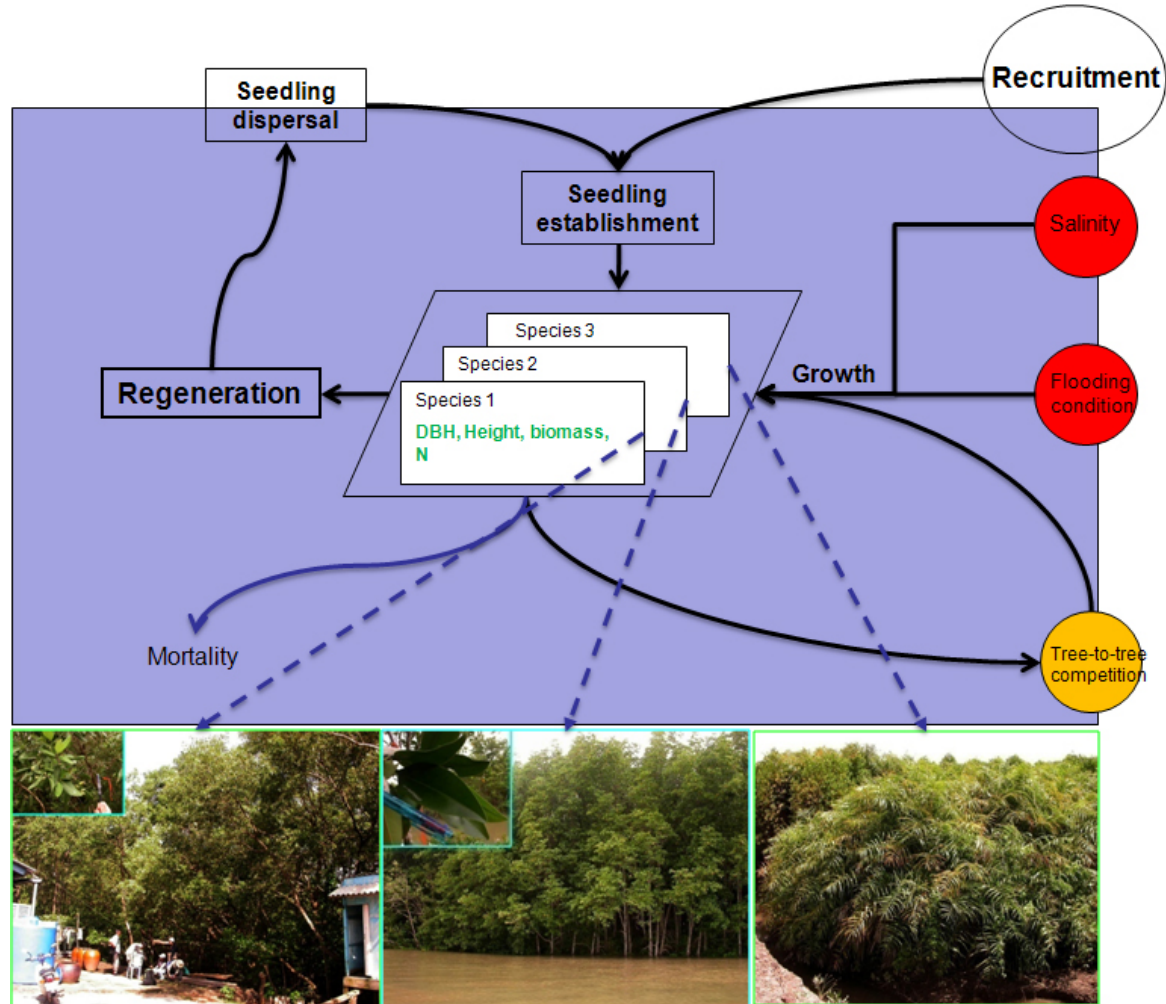 Seedling
dispersal
Recruitment
Seedling
establishment
Salinity
Species 3
Species 2
Species 1
DBH, Height, biomass,
N
Growth
Flooding
condition
Regeneration
Mortality
Tree-to-tree
competition